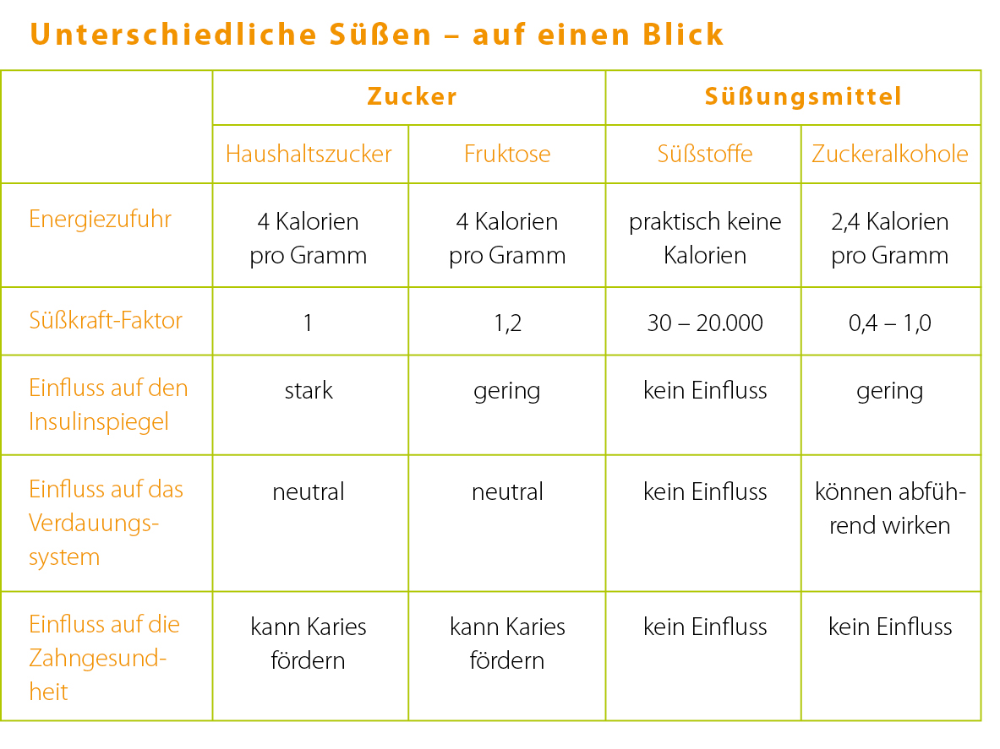 Unterschiedliche Süßen – auf einen Blick
Zucker
Süßungsmittel
Haushaltszucker
Fruktose
Süßstoffe
Zuckeralkohole
Energiezufuhr
4 Kalorien
pro Gramm
4 Kalorien
pro Gramm
praktisch keine
Kalorien
2,4 Kalorien
pro Gramm
Süßkraft-Faktor
1
1,2
30 – 20.000
0,4 – 1,0
Einfluss auf den
Insulinspiegel
stark
gering
kein Einfluss
gering
Einfluss auf das
Verdauungs-
system
neutral
neutral
kein Einfluss
können abfüh-
rend wirken
Einfluss auf die
Zahngesund-
heit
kann Karies
fördern
kann Karies
fördern
kein Einfluss
kein Einfluss